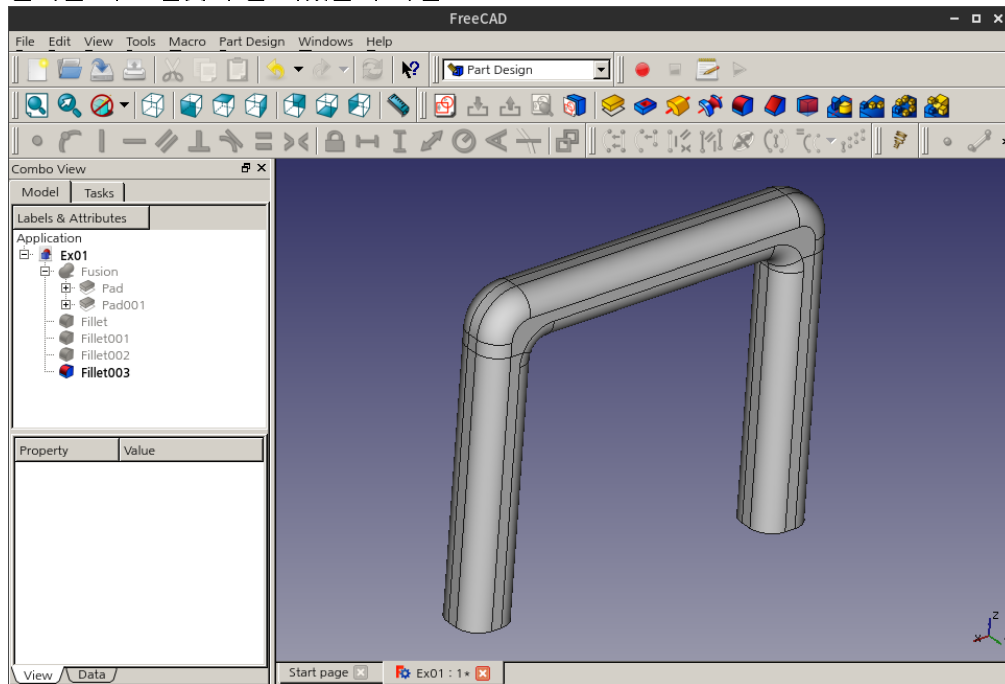 FreeCAD
File Edit View Tools Macro Part Design Windows Help
Part Design
Combo View
Model Tasks
Labels & Attributes
Application
Ex01
Fusion
Pad
Pad001
Fillet
Fillet001
Fillet002
Fillet003
Property Value
View Data
Start page Ex01 : 1*
Z